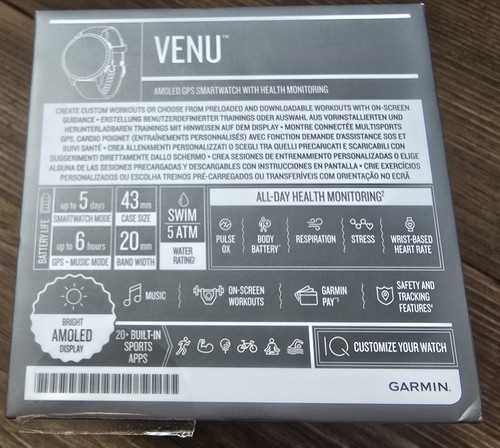 VENU™
AMOLED GPS SMARTWATCH WITH HEALTH MONITORING
CREATE CUSTOM WORKOUTS OR CHOOSE FROM PRELOADED AND DOWNLOADABLE WORKOUTS WITH ON-SCREEN
GUIDANCE • ERSTELLUNG BENUTZERDEFINIERTER TRAININGS ODER AUSWAHL AUS VORINSTALLIERTEN UND
HERUNTERLADBAREN TRAININGS MIT HINWEISEN AUF DEM DISPLAY • MONTRE CONNECTÉE MULTISPORTS
GPS, CARDIO POIGNET (ENTRAÎNEMENTS PERSONNALISÉS) AVEC FONCTION DEMANDE D'ASSISTANCE SOS ET
SUIVI SANTÉ • CREA ALLENAMENTI PERSONALIZZATI O SCEGLI TRA QUELLI PRECARICATI E SCARICABILI CON
SUGGERIMENTI DIRETTAMENTE DALLO SCHERMO • CREA SESIONES DE ENTRENAMIENTO PERSONALIZADAS O ELIGE
ALGUNA DE LAS SESIONES PRECARGADAS Y DESCARGABLES CON INSTRUCCIONES EN PANTALLA • CRIE EXERCÍCIOS
PERSONALIZADOS OU ESCOLHA TREINOS PRÉ-CARREGADOS OU TRANSFERÍVEIS COM ORIENTAÇÃO NO ECRÃ
BATTERY LIFE
up to 5 days
SMARTWATCH MODE
up to 6 hours
GPS + MUSIC MODE
43 mm
CASE SIZE
20 mm
BAND WIDTH
SWIM
5 ATM
WATER
RATING¹
ALL-DAY HEALTH MONITORING²
PULSE
OX
BODY
BATTERY™
RESPIRATION
STRESS
WRIST-BASED
HEART RATE
BRIGHT
AMOLED
DISPLAY
MUSIC
ON-SCREEN
WORKOUTS
GARMIN
PAY™³
SAFETY AND
TRACKING
FEATURES⁴
20+ BUILT-IN
SPORTS
APPS
IQ CUSTOMIZE YOUR WATCH
GARMIN.